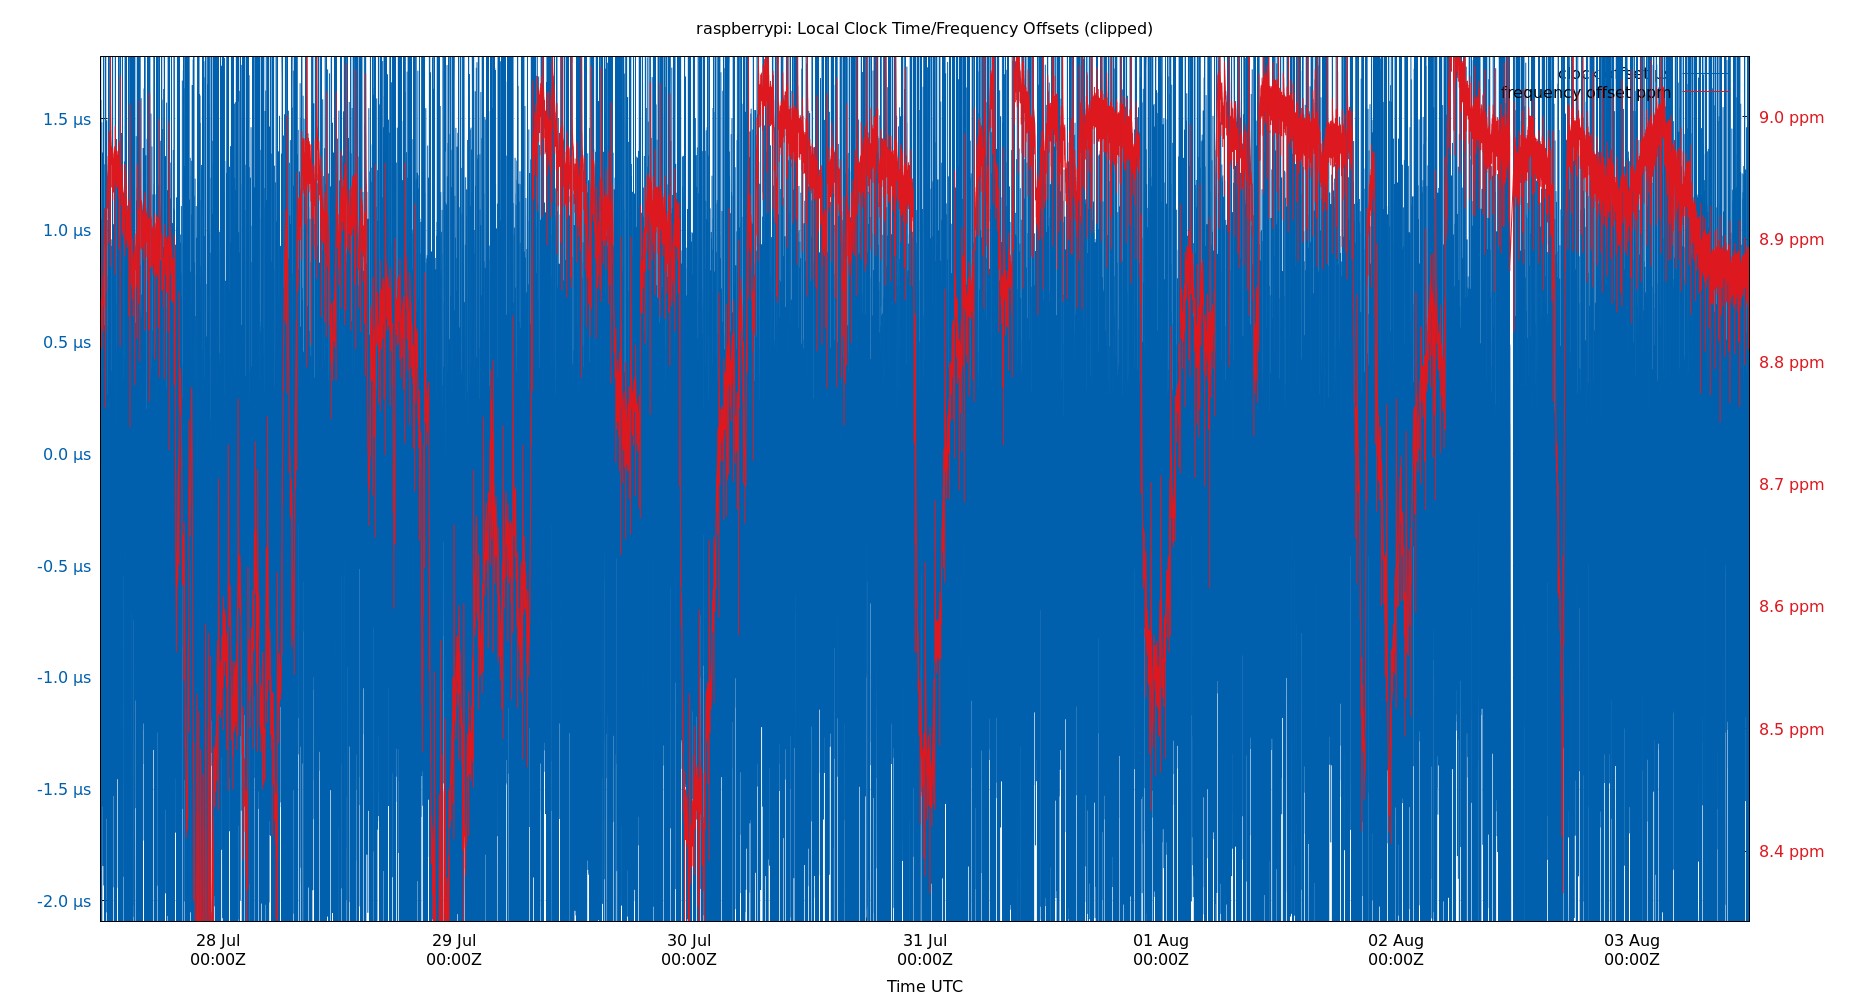 raspberrypi: Local Clock Time/Frequency Offsets (clipped)
clock offset μs
frequency offset ppm
1.5 μs
1.0 μs
0.5 μs
0.0 μs
-0.5 μs
-1.0 μs
-1.5 μs
-2.0 μs
9.0 ppm
8.9 ppm
8.8 ppm
8.7 ppm
8.6 ppm
8.5 ppm
8.4 ppm
28 Jul
00:00Z
29 Jul
00:00Z
30 Jul
00:00Z
31 Jul
00:00Z
01 Aug
00:00Z
02 Aug
00:00Z
03 Aug
00:00Z
Time UTC